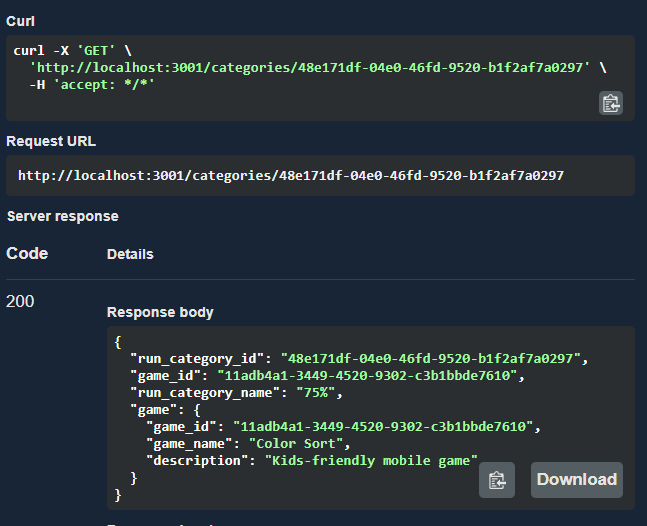 Curl
curl -X 'GET' \
'http://localhost:3001/categories/48e171df-04e0-46fd-9520-b1f2af7a0297' \
-H 'accept: */*'
Request URL
http://localhost:3001/categories/48e171df-04e0-46fd-9520-b1f2af7a0297
Server response
Code Details
200
Response body
{
"run_category_id": "48e171df-04e0-46fd-9520-b1f2af7a0297",
"game_id": "11adb4a1-3449-4520-9302-c3b1bbde7610",
"run_category_name": "75%",
"game": {
"game_id": "11adb4a1-3449-4520-9302-c3b1bbde7610",
"game_name": "Color Sort",
"description": "Kids-friendly mobile game"
}
}
Download